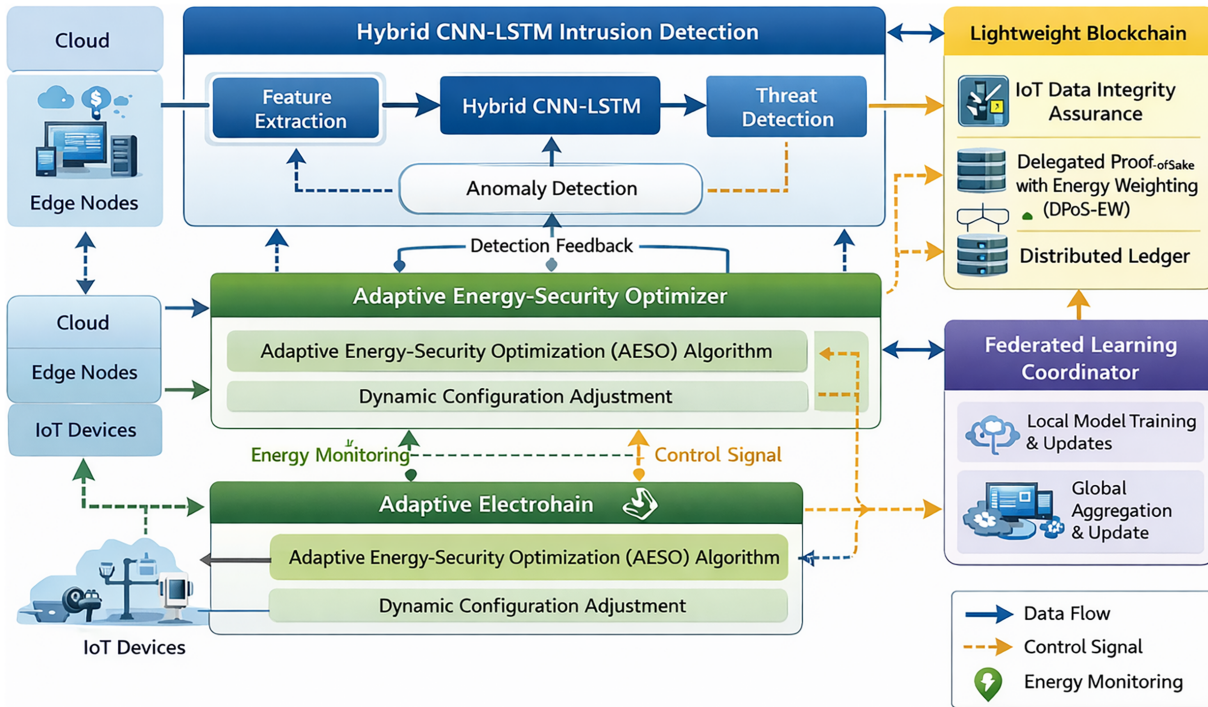 Cloud
Edge Nodes
Hybrid CNN-LSTM Intrusion Detection
Feature
Extraction
Hybrid CNN-LSTM
Threat
Detection
Anomaly Detection
Detection Feedback
Lightweight Blockchain
IoT Data Integrity
Assurance
Delegated Proof-ofSake
with Energy Weighting
(DPoS-EW)
Distributed Ledger
Cloud
Edge Nodes
IoT Devices
Adaptive Energy-Security Optimizer
Adaptive Energy-Security Optimization (AESO) Algorithm
Dynamic Configuration Adjustment
Federated Learning
Coordinator
Local Model Training
& Updates
Global
Aggregation
& Update
Energy Monitoring
Control Signal
Adaptive Electrohain
Adaptive Energy-Security Optimization (AESO) Algorithm
Dynamic Configuration Adjustment
IoT Devices
Data Flow
Control Signal
Energy Monitoring